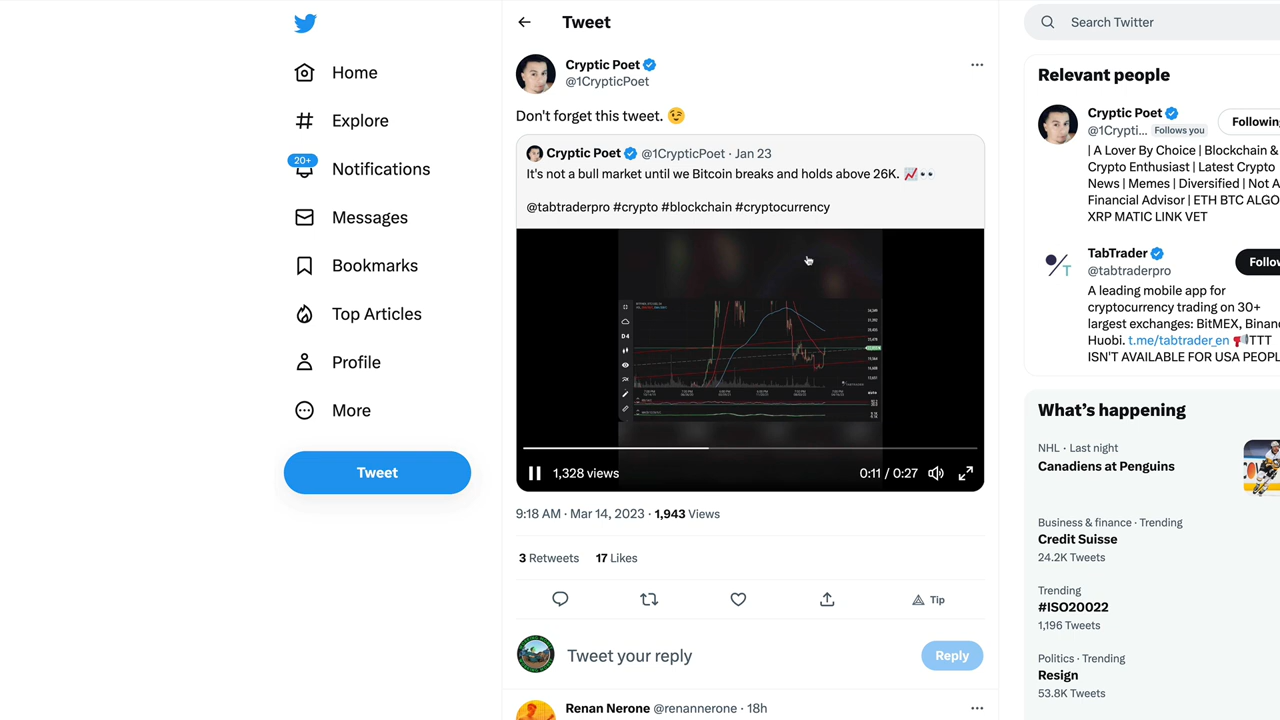 Tweet
Search Twitter
Home
Explore
20+
Notifications
Messages
Bookmarks
Top Articles
Profile
More
Tweet
Cryptic Poet
@1CrypticPoet
Don't forget this tweet. 😉
Cryptic Poet @1CrypticPoet · Jan 23
It's not a bull market until we Bitcoin breaks and holds above 26K. 📈 👀
@tabtraderpro #crypto #blockchain #cryptocurrency
1,328 views
0:11 / 0:27
9:18 AM · Mar 14, 2023 · 1,943 Views
3 Retweets 17 Likes
Tip
Tweet your reply
Reply
Renan Nerone @renannerone · 18h
Relevant people
Cryptic Poet
@1Crypti... Follows you
Following
| A Lover By Choice | Blockchain &
Crypto Enthusiast | Latest Crypto
News | Memes | Diversified | Not A
Financial Advisor | ETH BTC ALGO
XRP MATIC LINK VET
TabTrader
@tabtraderpro
Follow
A leading mobile app for
cryptocurrency trading on 30+
largest exchanges: BitMEX, Binan
Huobi. t.me/tabtrader_en 📢TTT
ISN'T AVAILABLE FOR USA PEOPL
What's happening
NHL · Last night
Canadiens at Penguins
Business & finance · Trending
Credit Suisse
24.2K Tweets
Trending
#ISO20022
1,196 Tweets
Politics · Trending
Resign
53.8K Tweets